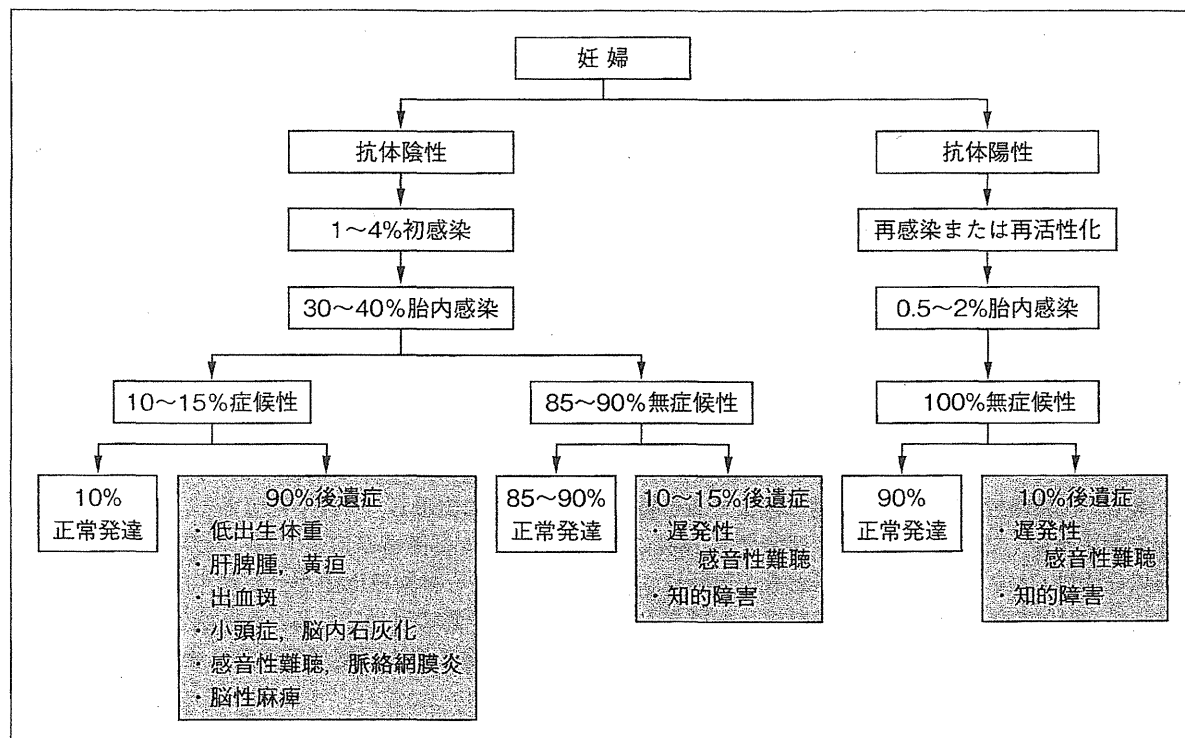 妊婦
抗体陰性
抗体陽性
1〜4%初感染
再感染または再活性化
30〜40%胎内感染
0.5〜2%胎内感染
10〜15%症候性
85〜90%無症候性
100%無症候性
10%
正常発達
90%後遺症
・低出生体重
・肝脾腫，黄疸
・出血斑
・小頭症，脳内石灰化
・感音性難聴，脈絡網膜炎
・脳性麻痺
85〜90%
正常発達
10〜15%後遺症
・遅発性
感音性難聴
・知的障害
90%
正常発達
10%後遺症
・遅発性
感音性難聴
・知的障害